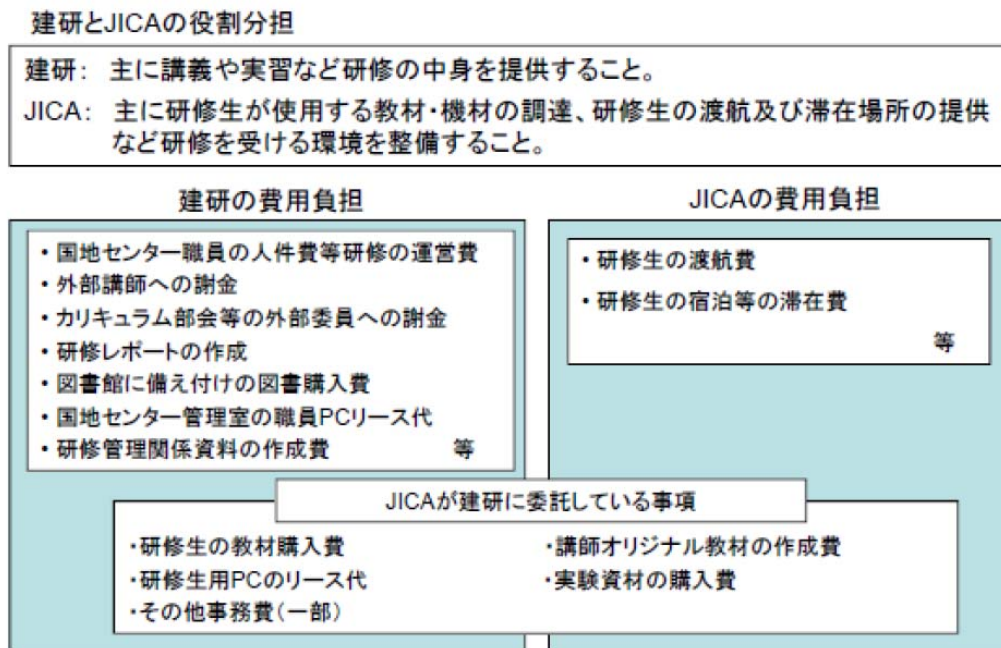 建研とJICAの役割分担
建研： 主に講義や実習など研修の中身を提供すること。
JICA： 主に研修生が使用する教材・機材の調達、研修生の渡航及び滞在場所の提供
など研修を受ける環境を整備すること。
建研の費用負担
・国地センター職員の人件費等研修の運営費
・外部講師への謝金
・カリキュラム部会等の外部委員への謝金
・研修レポートの作成
・図書館に備え付けの図書購入費
・国地センター管理室の職員PCリース代
・研修管理関係資料の作成費 等
JICAの費用負担
・研修生の渡航費
・研修生の宿泊等の滞在費
等
JICAが建研に委託している事項
・研修生の教材購入費
・研修生用PCのリース代
・その他事務費（一部）
・講師オリジナル教材の作成費
・実験資材の購入費